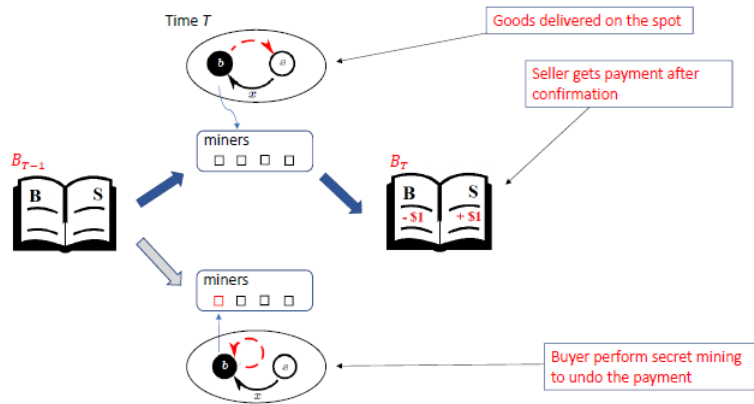 Time T
Goods delivered on the spot
b
s
x
Seller gets payment after
confirmation
miners
B_{T-1}
B_T
B S
B S
- $1 + $1
miners
b
s
x
Buyer perform secret mining
to undo the payment